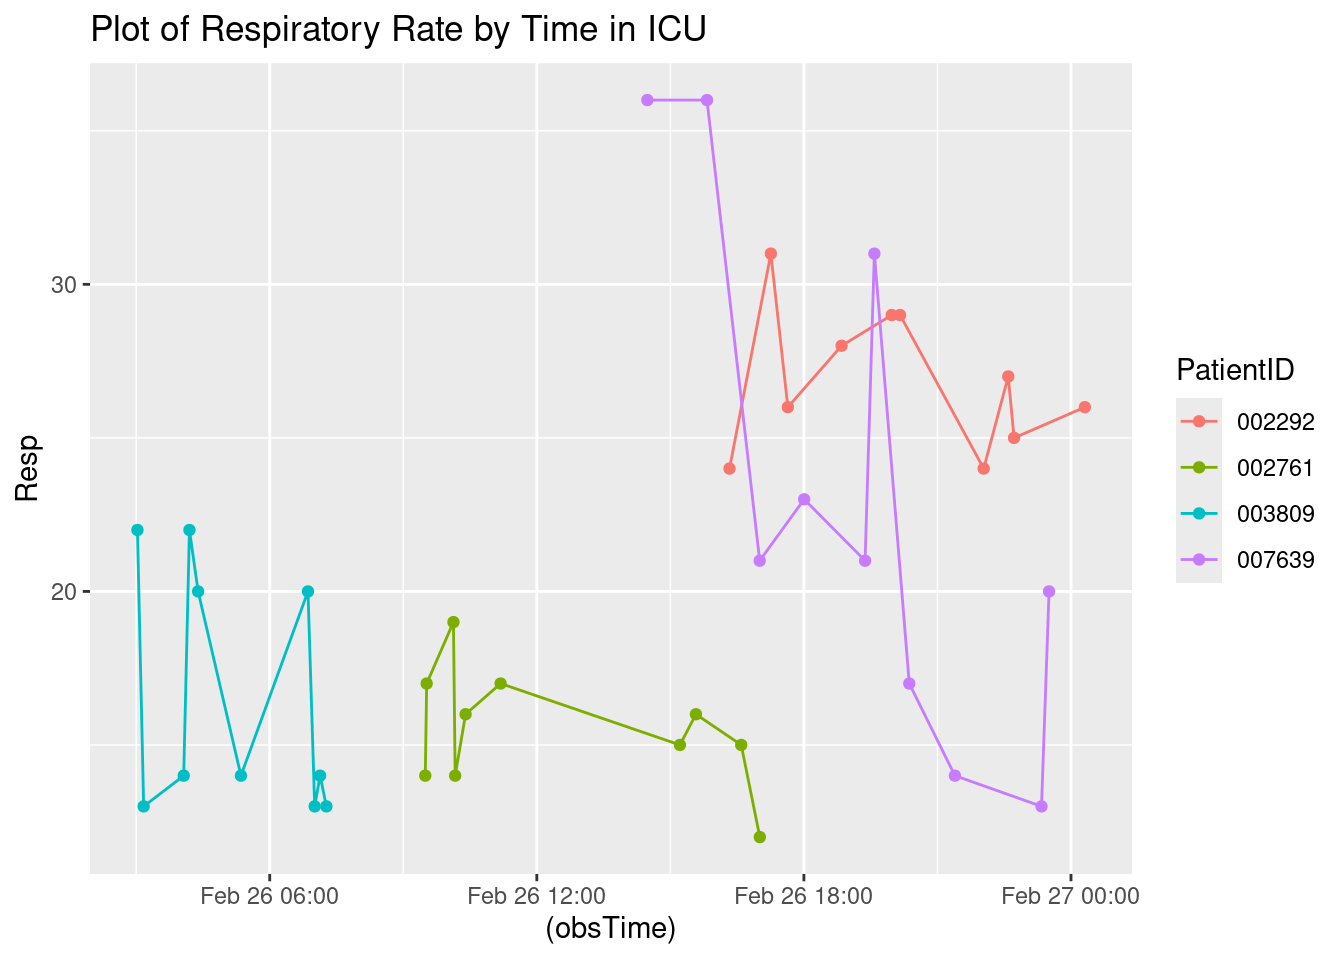 Plot of Respiratory Rate by Time in ICU
Resp
30
20
Feb 26 06:00
Feb 26 12:00
Feb 26 18:00
Feb 27 00:00
(obsTime)
PatientID
002292
002761
003809
007639